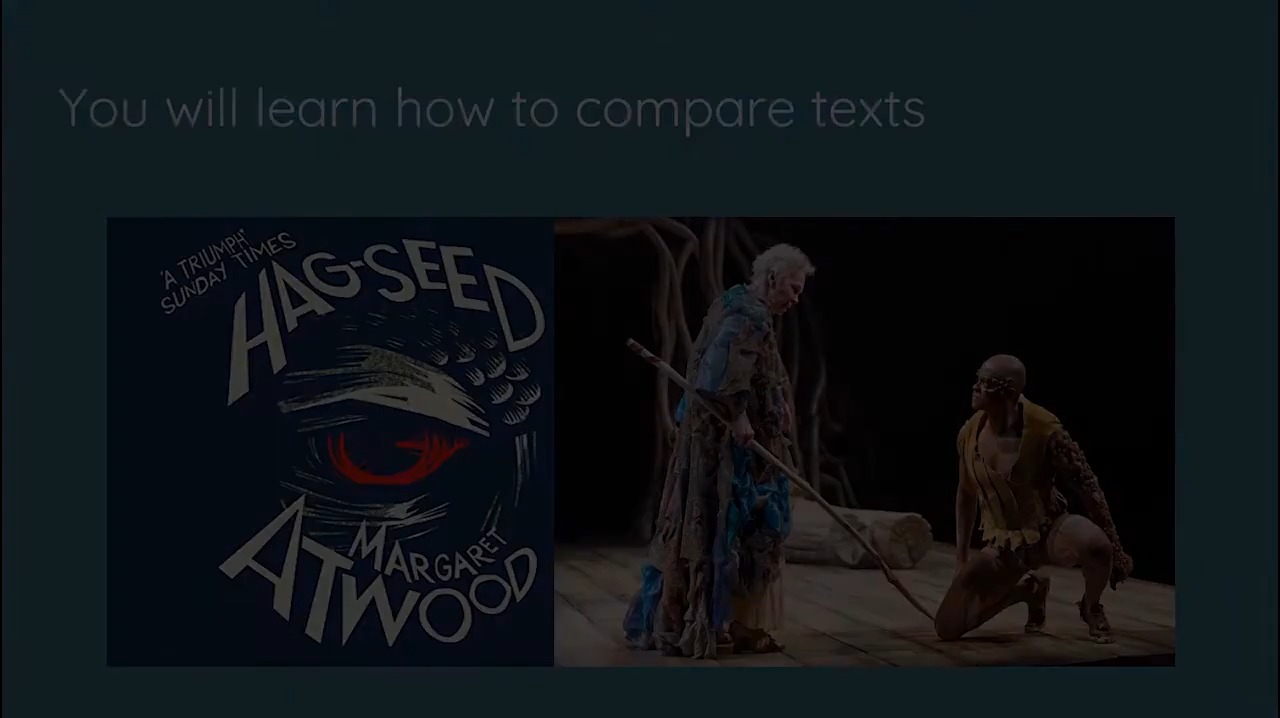 You will learn how to compare texts
'A TRIUMPH'
SUNDAY TIMES
HAG-SEED
MARGARET
ATWOOD